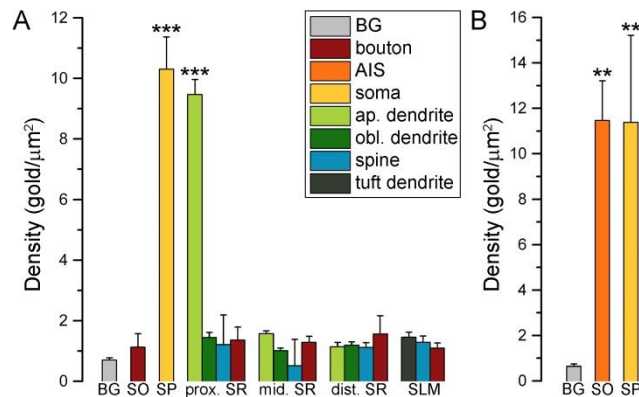 A
Density (gold/μm²)
12
10
8
6
4
2
0
***
***
BG
SO
SP
prox. SR
mid. SR
dist. SR
SLM
BG
bouton
AIS
soma
ap. dendrite
obl. dendrite
spine
tuft dendrite
B
Density (gold/μm²)
16
14
12
10
8
6
4
2
0
**
**
BG
SO
SP